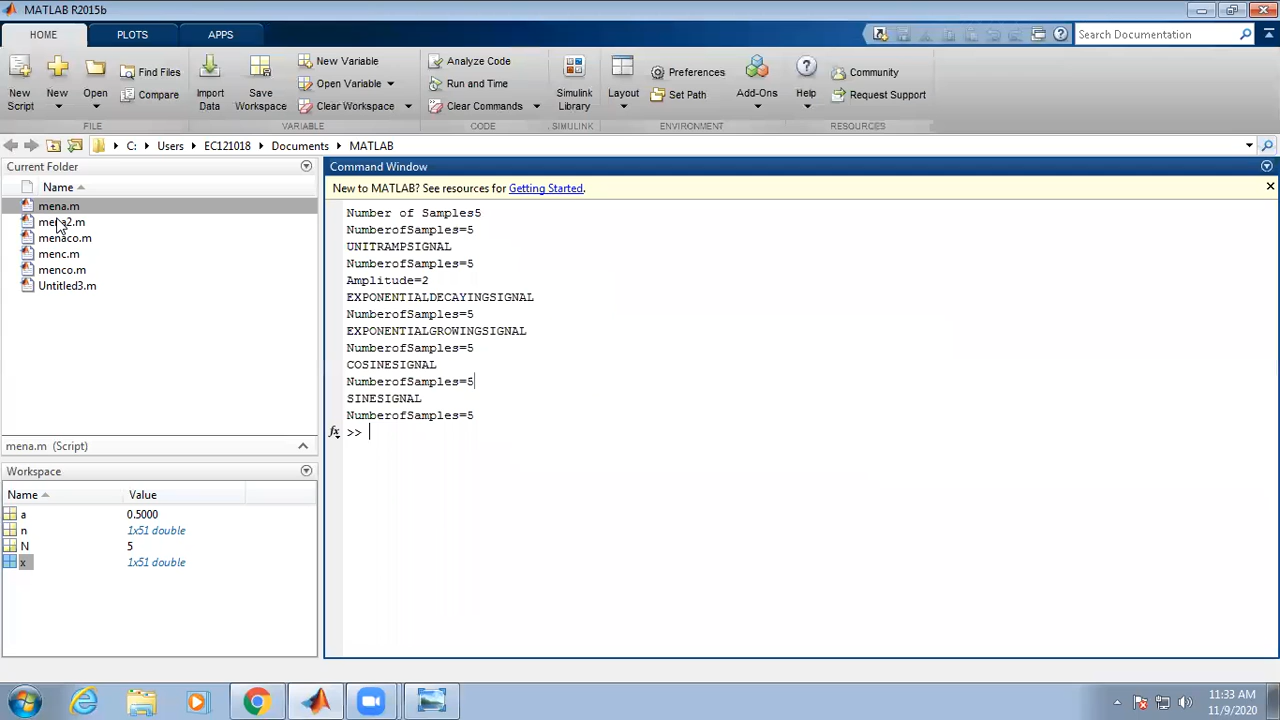 MATLAB R2015b
HOME PLOTS APPS
Search Documentation
New Script
New
Open
Find Files
Compare
Import Data
Save Workspace
New Variable
Open Variable
Clear Workspace
Analyze Code
Run and Time
Clear Commands
Simulink Library
Layout
Preferences
Set Path
Add-Ons
Help
Community
Request Support
FILE VARIABLE CODE SIMULINK ENVIRONMENT RESOURCES
C: Users EC121018 Documents MATLAB
Current Folder
Name
mena.m
mena2.m
menaco.m
menc.m
menco.m
Untitled3.m
mena.m (Script)
Workspace
Name Value
a 0.5000
n 1x51 double
N 5
x 1x51 double
Command Window
New to MATLAB? See resources for Getting Started.
Number of Samples5
NumberofSamples=5
UNITRAMPSIGNAL
NumberofSamples=5
Amplitude=2
EXPONENTIALDECAYINGSIGNAL
NumberofSamples=5
EXPONENTIALGROWINGSIGNAL
NumberofSamples=5
COSINESIGNAL
NumberofSamples=5
SINESIGNAL
NumberofSamples=5
fx >>
11:33 AM
11/9/2020